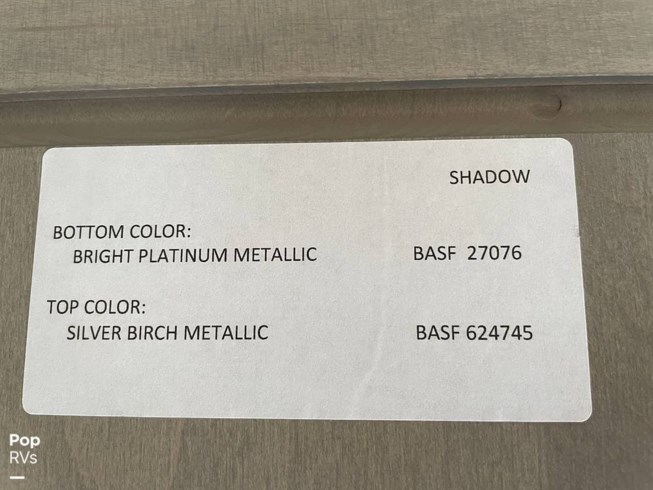 SHADOW
BOTTOM COLOR:
BRIGHT PLATINUM METALLIC BASF 27076
TOP COLOR:
SILVER BIRCH METALLIC BASF 624745
Pop
RVs